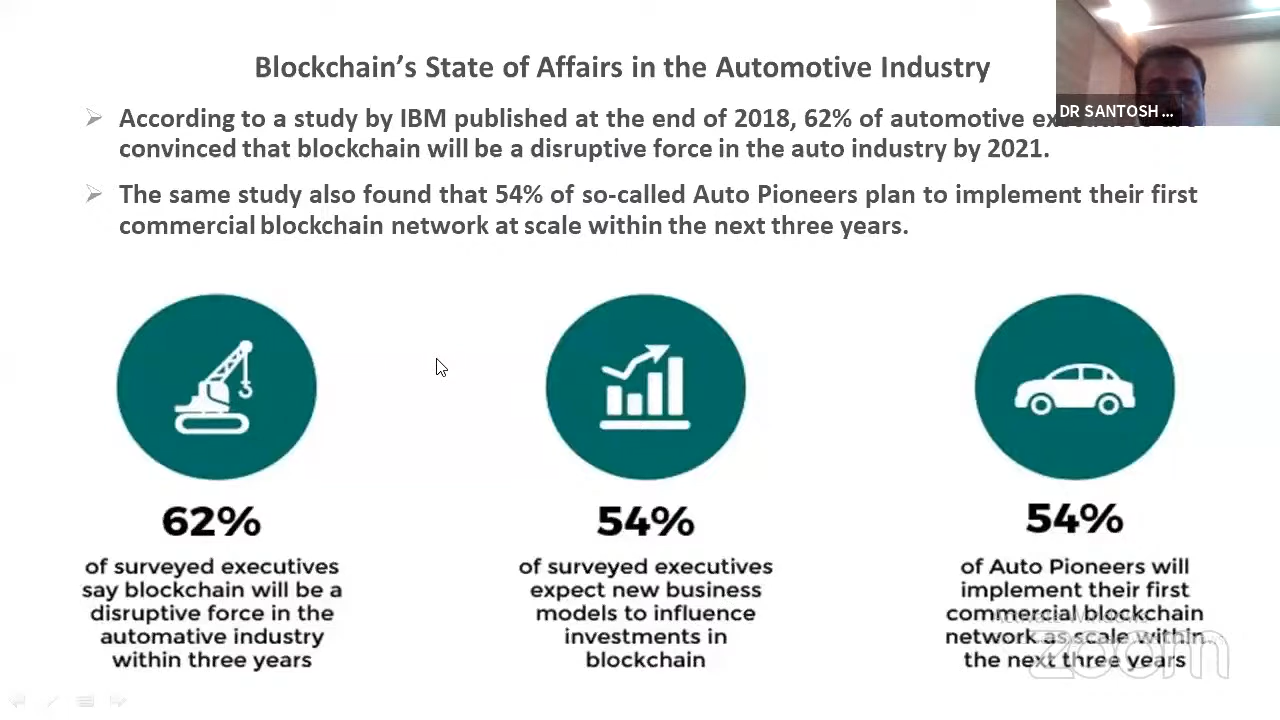 Blockchain's State of Affairs in the Automotive Industry
DR SANTOSH ...
According to a study by IBM published at the end of 2018, 62% of automotive
convinced that blockchain will be a disruptive force in the auto industry by 2021.
The same study also found that 54% of so-called Auto Pioneers plan to implement their first
commercial blockchain network at scale within the next three years.
62%
of surveyed executives
say blockchain will be a
disruptive force in the
automative industry
within three years
54%
of surveyed executives
expect new business
models to influence
investments in
blockchain
54%
of Auto Pioneers will
implement their first
commercial blockchain
network as scale within
the next three years
Activate Windows
zoom